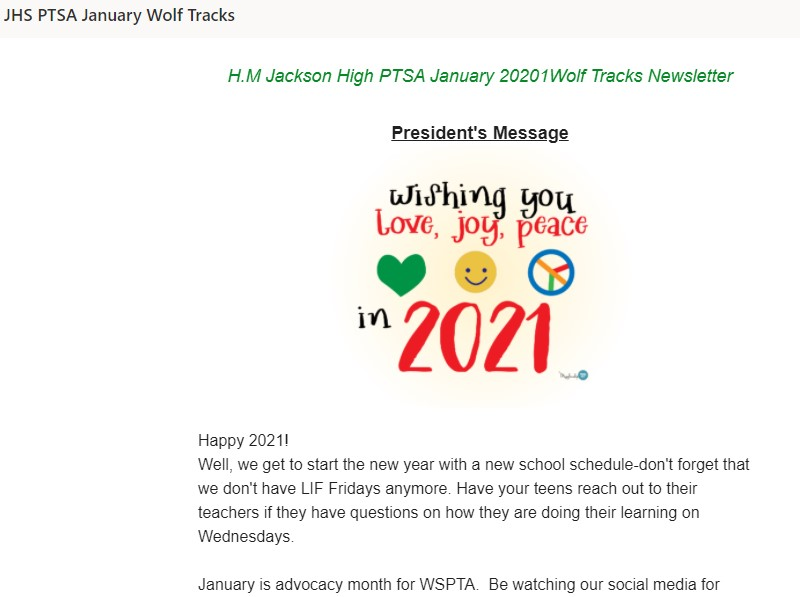 JHS PTSA January Wolf Tracks
H.M Jackson High PTSA January 20201Wolf Tracks Newsletter
President's Message
wishing you
love, joy, peace
in 2021
Happy 2021!
Well, we get to start the new year with a new school schedule-don't forget that
we don't have LIF Fridays anymore. Have your teens reach out to their
teachers if they have questions on how they are doing their learning on
Wednesdays.
January is advocacy month for WSPTA.  Be watching our social media for